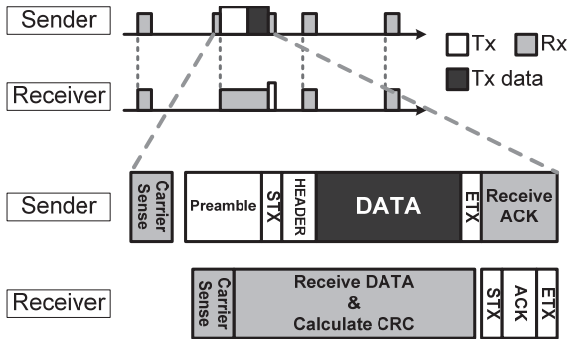 Sender
Tx
Rx
Tx data
Receiver
Sender
Carrier
Sense
Preamble
STX
HEADER
DATA
ETX
Receive
ACK
Receiver
Carrier
Sense
Receive DATA
&
Calculate CRC
STX
ACK
ETX